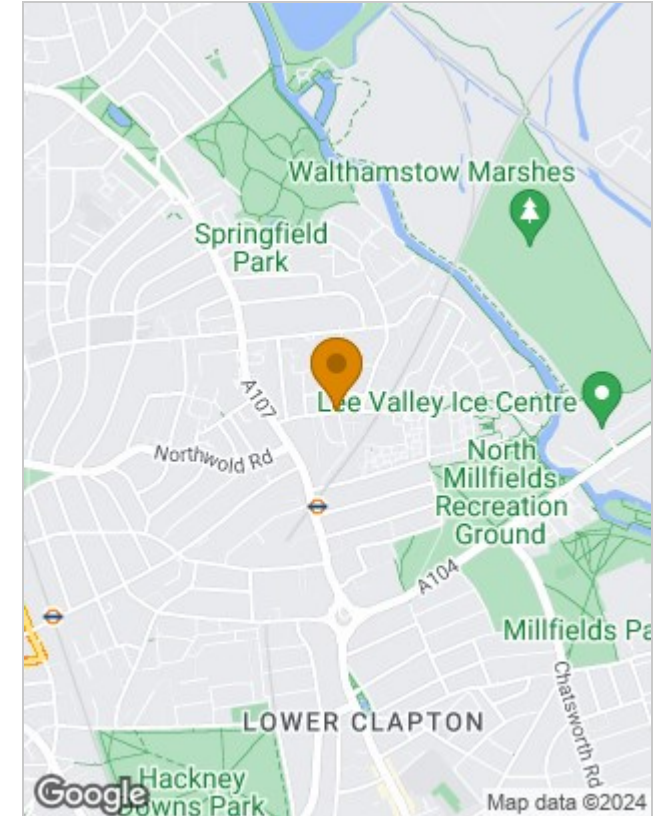 Walthamstow Marshes
Springfield
Park
A107
Lee Valley Ice Centre
Northwold Rd
North
Millfields
Recreation
Ground
A104
Millfields Pa
Chatsworth Rd
LOWER CLAPTON
Hackney
Downs Park
Google
Map data ©2024